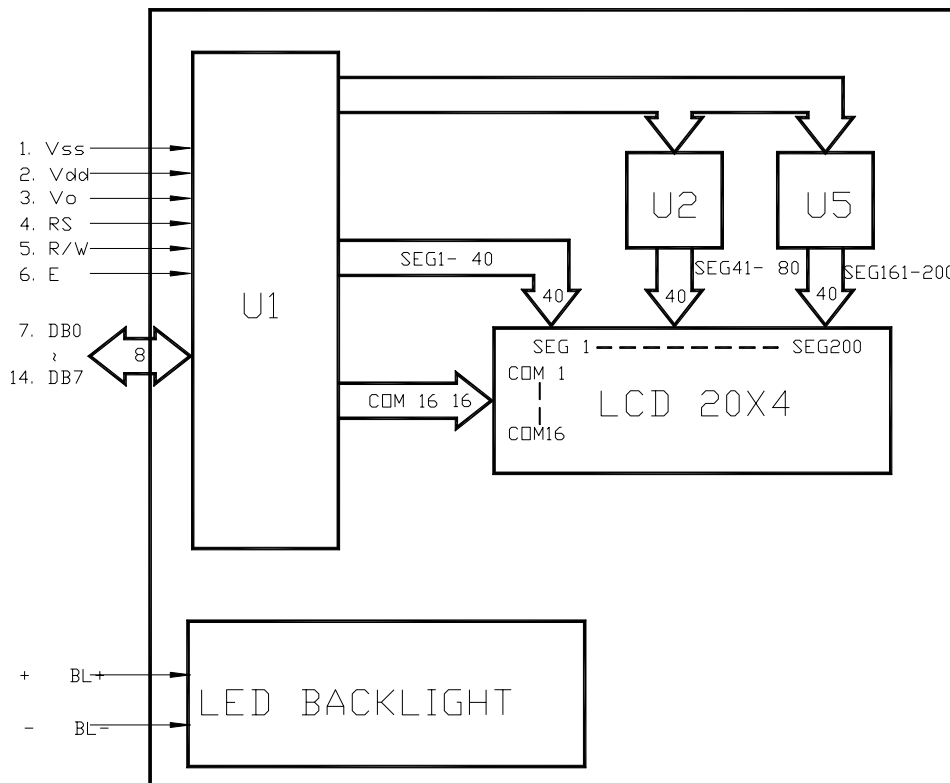 1. Vss
2. Vdd
3. Vo
4. RS
5. R/W
6. E
7. DB0
~
14. DB7
8
U1
U2
U5
SEG1- 40
40
SEG41- 80
40
SEG161-200
40
SEG 1 SEG200
COM 1
COM16
LCD 20X4
COM 16 16
+ BL+
- BL-
LED BACKLIGHT